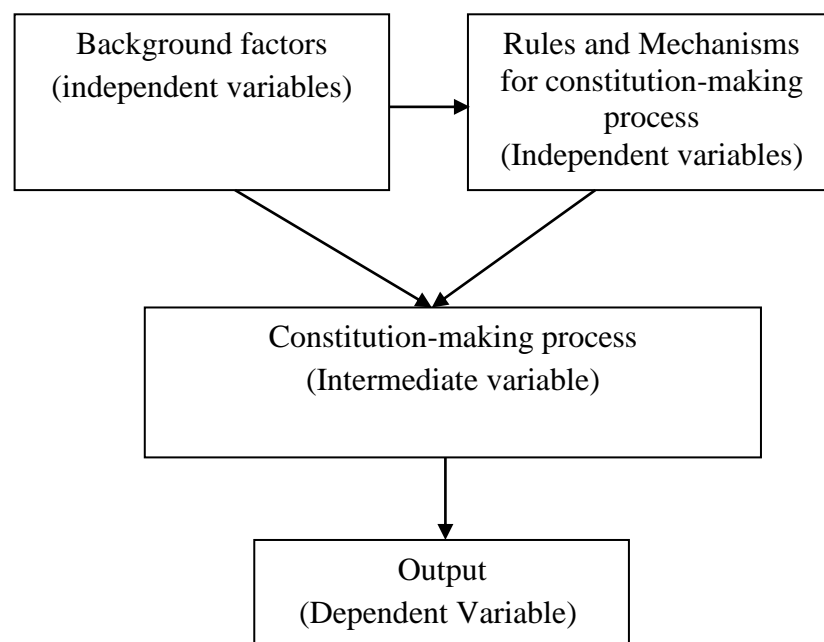 Background factors
(independent variables)
Rules and Mechanisms
for constitution-making
process
(Independent variables)
Constitution-making process
(Intermediate variable)
Output
(Dependent Variable)